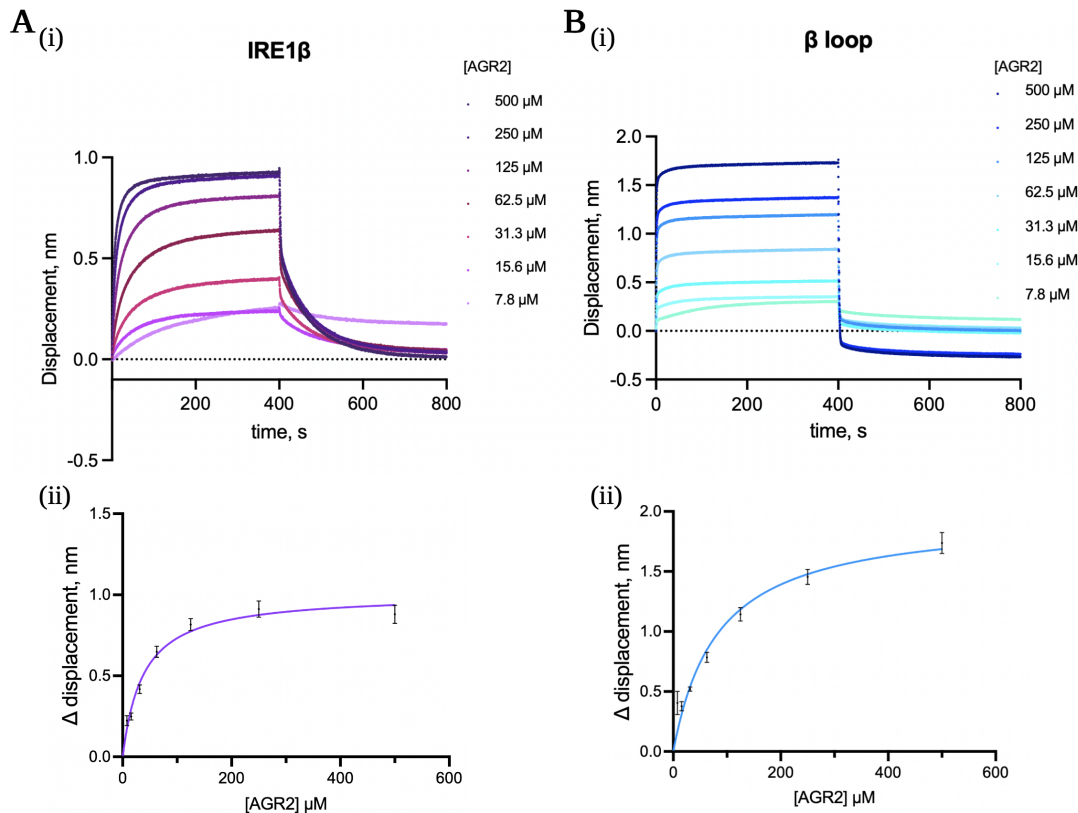 A (i)
IRE1β
[AGR2]
500 µM
250 µM
125 µM
62.5 µM
31.3 µM
15.6 µM
7.8 µM
Displacement, nm
1.0
0.5
0.0
-0.5
200 400 600 800
time, s
B (i)
β loop
[AGR2]
500 µM
250 µM
125 µM
62.5 µM
31.3 µM
15.6 µM
7.8 µM
Displacement, nm
2.0
1.5
1.0
0.5
0.0
-0.5
0 200 400 600 800
time, s
(ii)
Δ displacement, nm
1.5
1.0
0.5
0.0
0 200 400 600
[AGR2] µM
(ii)
Δ displacement, nm
2.0
1.5
1.0
0.5
0.0
0 200 400 600
[AGR2] µM